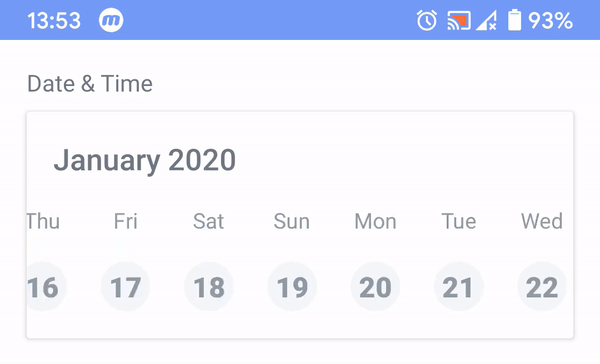 13:53 m 93%
Date & Time
January 2020
Thu Fri Sat Sun Mon Tue Wed
16 17 18 19 20 21 22